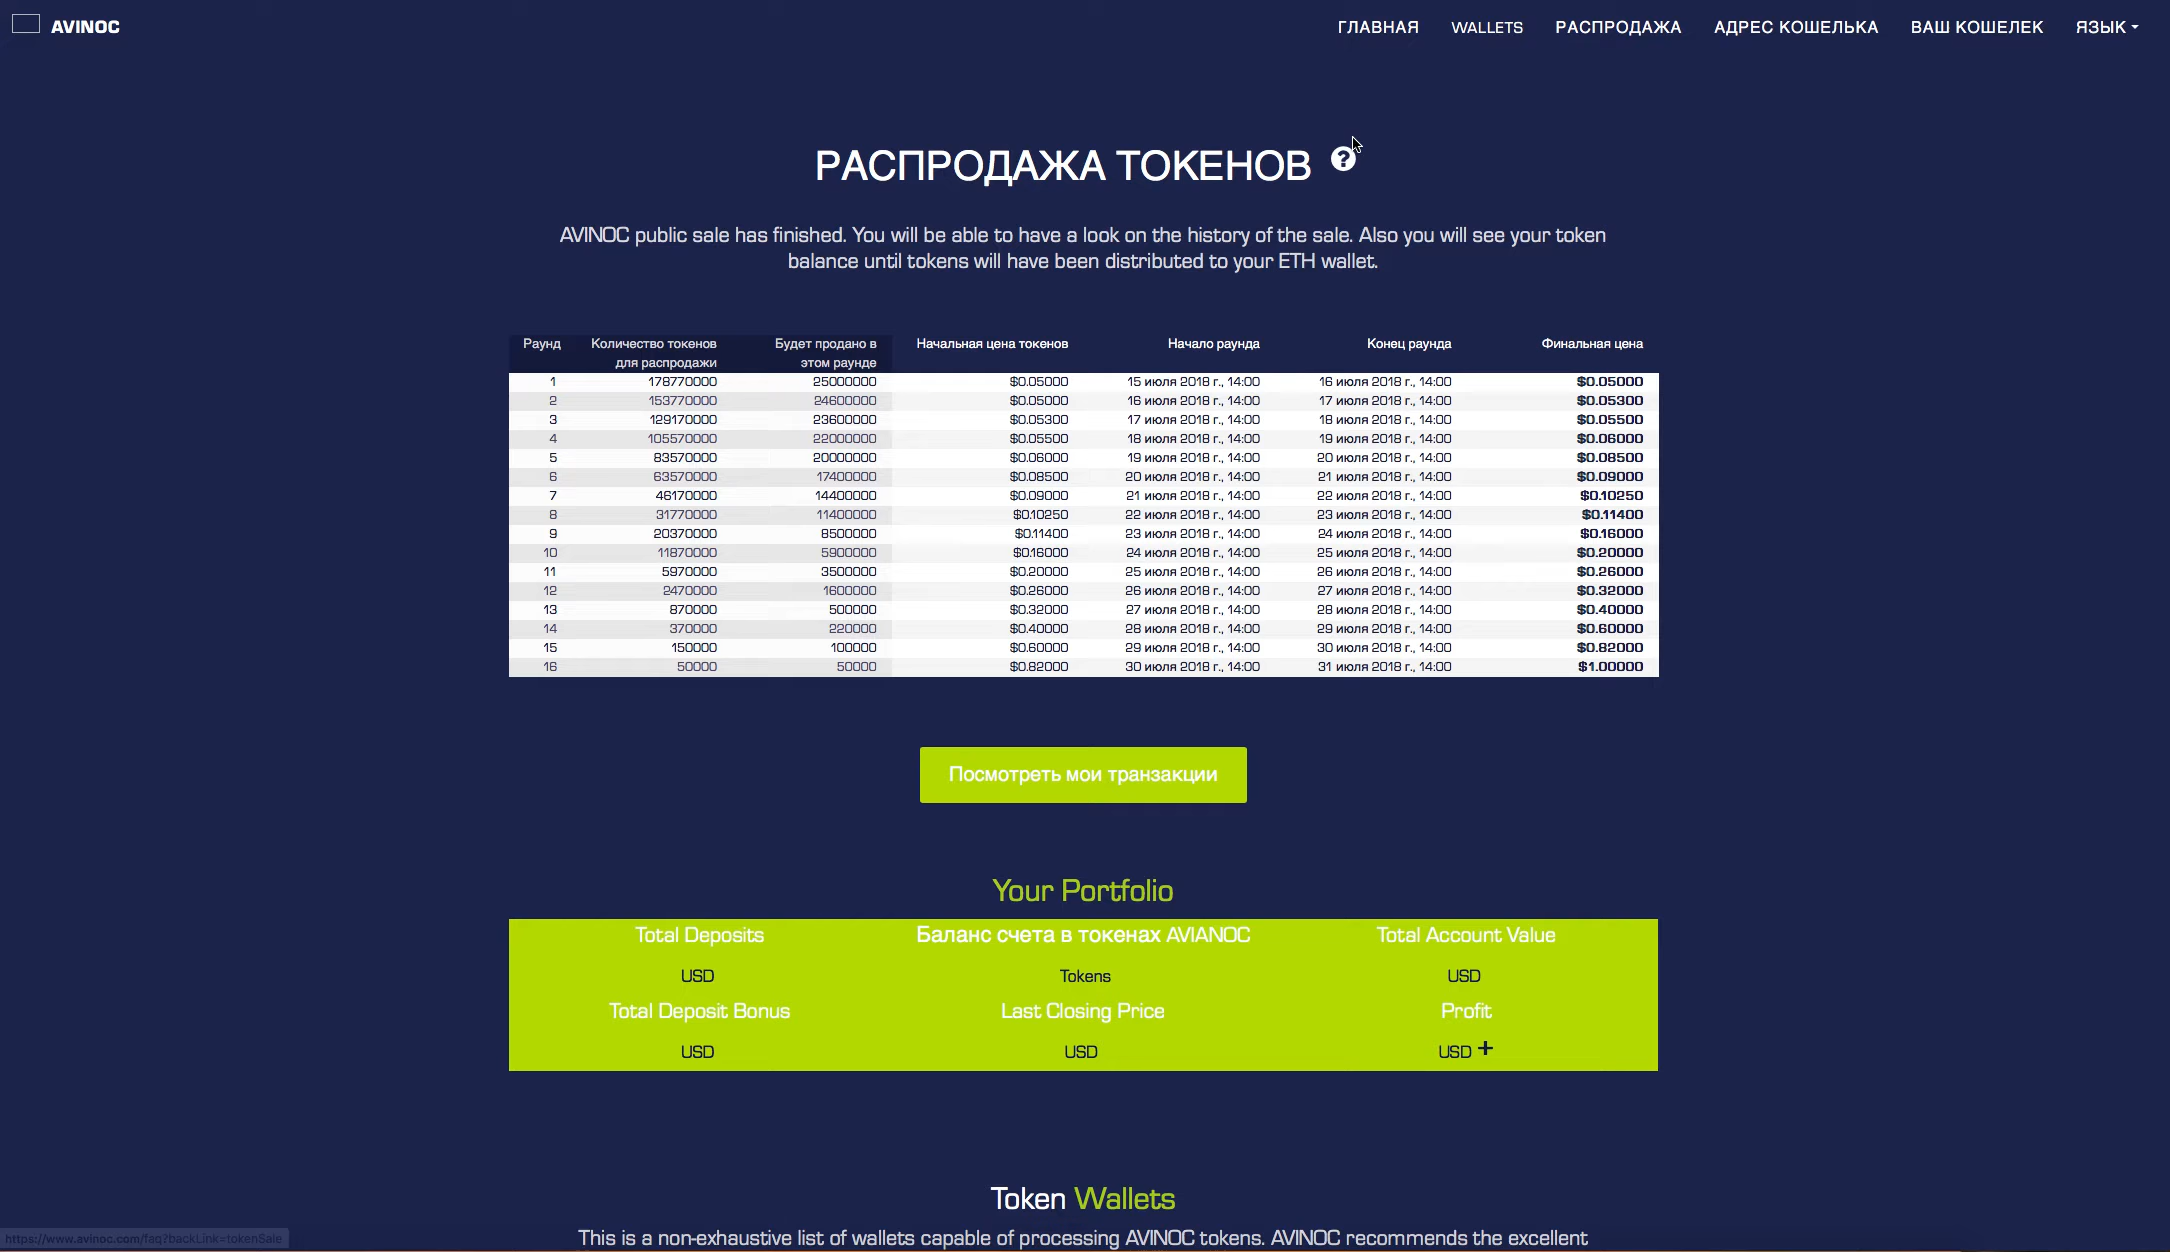 AVINOC
ГЛАВНАЯ WALLETS РАСПРОДАЖА АДРЕС КОШЕЛЬКА ВАШ КОШЕЛЕК ЯЗЫК
РАСПРОДАЖА ТОКЕНОВ ?
AVINOC public sale has finished. You will be able to have a look on the history of the sale. Also you will see your token
balance until tokens will have been distributed to your ETH wallet.
Раунд Количество токенов для распродажи Будет продано в этом раунде Начальная цена токенов Начало раунда Конец раунда Финальная цена
1 178770000 25000000 $0.05000 15 июля 2018 г., 14:00 16 июля 2018 г., 14:00 $0.05000
2 153770000 24600000 $0.05000 16 июля 2018 г., 14:00 17 июля 2018 г., 14:00 $0.05300
3 129170000 23600000 $0.05300 17 июля 2018 г., 14:00 18 июля 2018 г., 14:00 $0.05500
4 105570000 22000000 $0.05500 18 июля 2018 г., 14:00 19 июля 2018 г., 14:00 $0.06000
5 83570000 20000000 $0.06000 19 июля 2018 г., 14:00 20 июля 2018 г., 14:00 $0.08500
6 63570000 17400000 $0.08500 20 июля 2018 г., 14:00 21 июля 2018 г., 14:00 $0.09000
7 46170000 14400000 $0.09000 21 июля 2018 г., 14:00 22 июля 2018 г., 14:00 $0.10250
8 31770000 11400000 $0.10250 22 июля 2018 г., 14:00 23 июля 2018 г., 14:00 $0.11400
9 20370000 8500000 $0.11400 23 июля 2018 г., 14:00 24 июля 2018 г., 14:00 $0.16000
10 11870000 5900000 $0.16000 24 июля 2018 г., 14:00 25 июля 2018 г., 14:00 $0.20000
11 5970000 3500000 $0.20000 25 июля 2018 г., 14:00 26 июля 2018 г., 14:00 $0.26000
12 2470000 1600000 $0.26000 26 июля 2018 г., 14:00 27 июля 2018 г., 14:00 $0.32000
13 870000 500000 $0.32000 27 июля 2018 г., 14:00 28 июля 2018 г., 14:00 $0.40000
14 370000 220000 $0.40000 28 июля 2018 г., 14:00 29 июля 2018 г., 14:00 $0.60000
15 150000 100000 $0.60000 29 июля 2018 г., 14:00 30 июля 2018 г., 14:00 $0.82000
16 50000 50000 $0.82000 30 июля 2018 г., 14:00 31 июля 2018 г., 14:00 $1.00000
Посмотреть мои транзакции
Your Portfolio
Total Deposits Баланс счета в токенах AVIANOC Total Account Value
USD Tokens USD
Total Deposit Bonus Last Closing Price Profit
USD USD USD +
Token Wallets
This is a non-exhaustive list of wallets capable of processing AVINOC tokens. AVINOC recommends the excellent
https://www.avinoc.com/faq?backLink=tokenSale